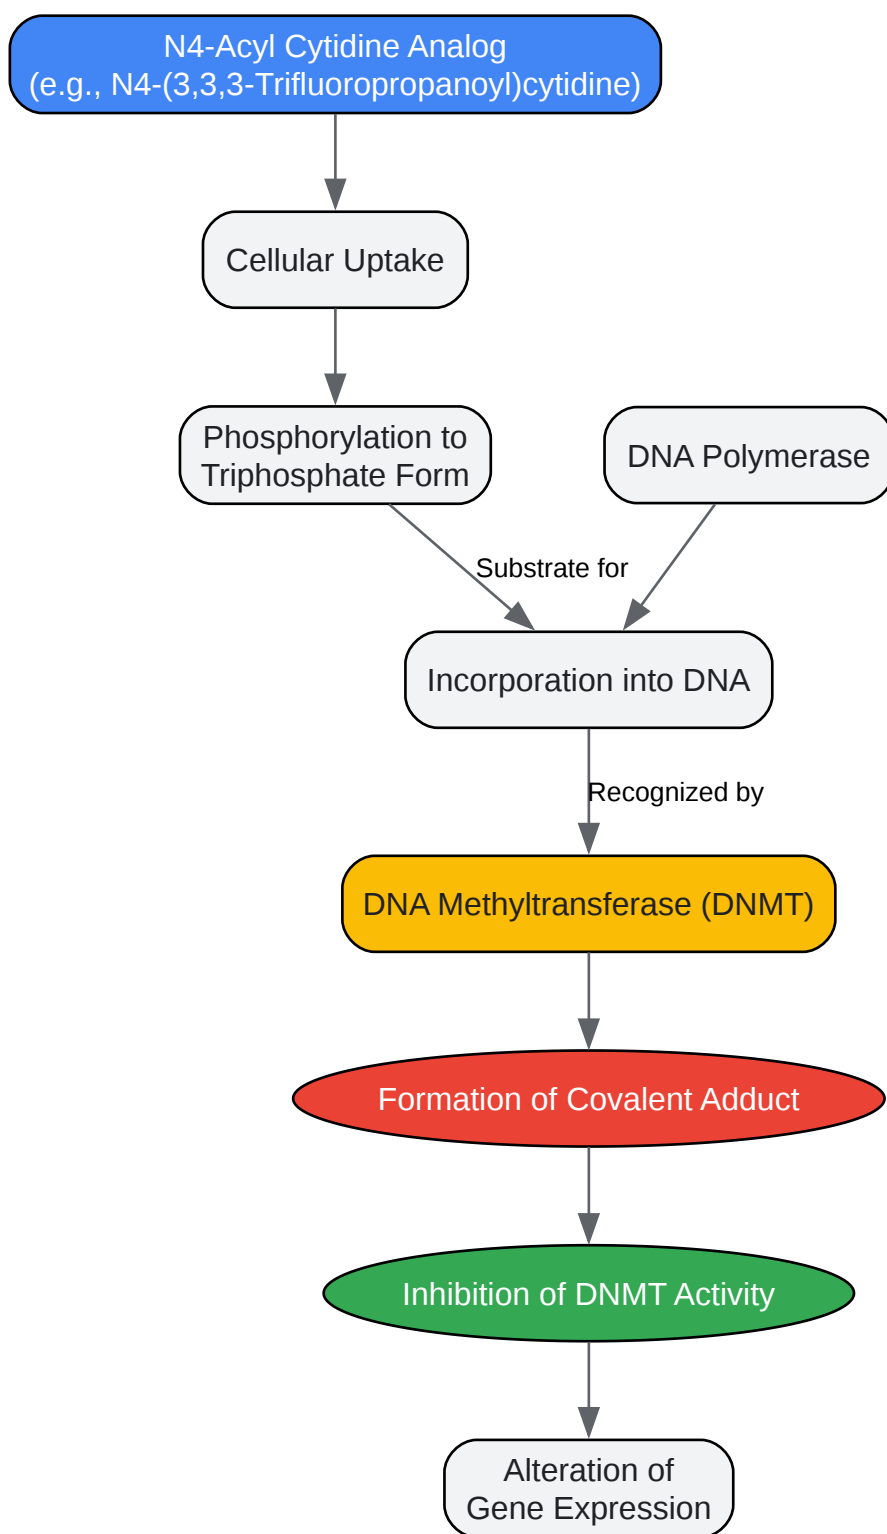 N4-Acyl Cytidine Analog
(e.g., N4-(3,3,3-Trifluoropropanoyl)cytidine)
Cellular Uptake
Phosphorylation to
Triphosphate Form
DNA Polymerase
Substrate for
Incorporation into DNA
Recognized by
DNA Methyltransferase (DNMT)
Formation of Covalent Adduct
Inhibition of DNMT Activity
Alteration of
Gene Expression